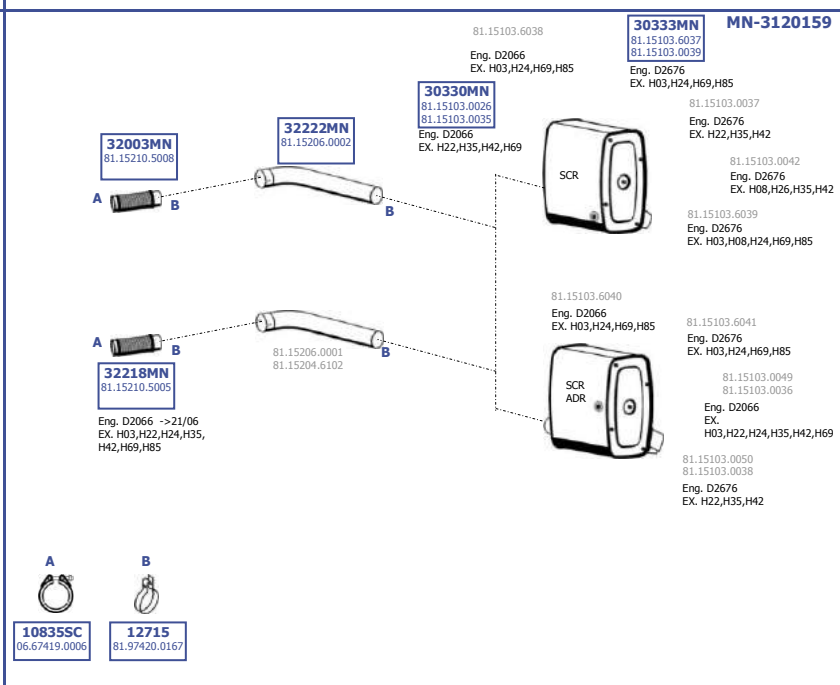 MN-3120159
81.15103.6038
Eng. D2066
EX. H03,H24,H69,H85
30333MN
81.15103.6037
81.15103.0039
Eng. D2676
EX. H03,H24,H69,H85
30330MN
81.15103.0026
81.15103.0035
Eng. D2066
EX. H22,H35,H42,H69
81.15103.0037
Eng. D2676
EX. H22,H35,H42
81.15103.0042
Eng. D2676
EX. H08,H26,H35,H42
81.15103.6039
Eng. D2676
EX. H03,H08,H24,H69,H85
SCR
32003MN
81.15210.5008
32222MN
81.15206.0002
A
B
B
A
B
B
32218MN
81.15210.5005
Eng. D2066 ->21/06
EX. H03,H22,H24,H35,
H42,H69,H85
81.15206.0001
81.15204.6102
81.15103.6040
Eng. D2066
EX. H03,H24,H69,H85
81.15103.6041
Eng. D2676
EX. H03,H24,H69,H85
SCR
ADR
81.15103.0049
81.15103.0036
Eng. D2066
EX.
H03,H22,H24,H35,H42,H69
81.15103.0050
81.15103.0038
Eng. D2676
EX. H22,H35,H42
A
B
10835SC
06.67419.0006
12715
81.97420.0167